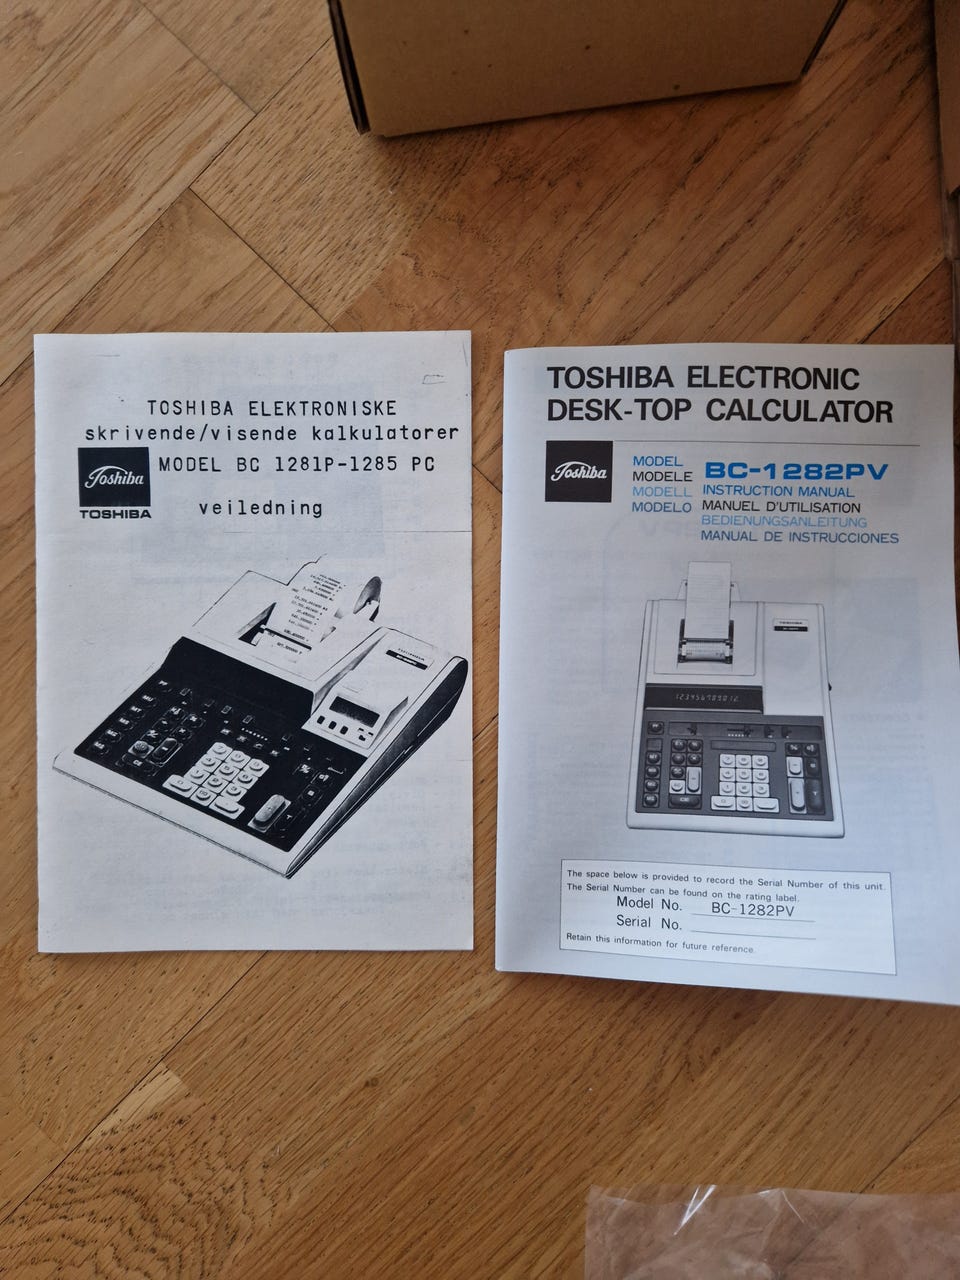 TOSHIBA ELEKTRONISKE
skrivende/visende kalkulatorer
Toshiba
TOSHIBA
MODEL BC 1281P-1285 PC
veiledning
TOSHIBA ELECTRONIC
DESK-TOP CALCULATOR
Toshiba
MODEL
MODELE
MODELL
MODELO
BC-1282PV
INSTRUCTION MANUAL
MANUEL D'UTILISATION
BEDIENUNGSANLEITUNG
MANUAL DE INSTRUCCIONES
TOSHIBA
123456789012
The space below is provided to record the Serial Number of this unit.
The Serial Number can be found on the rating label.
Model No. BC-1282PV
Serial No.
Retain this information for future reference.